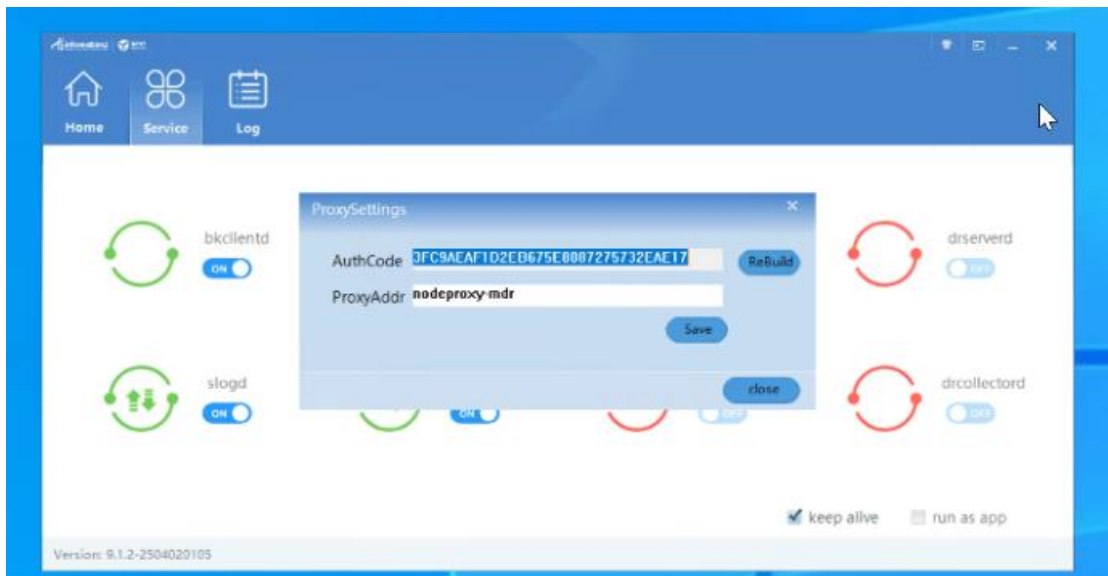 Home
Service
Log
ProxySettings
AuthCode 3FC9AEAF1D2EB675E8087275732EAE17 ReBuild
ProxyAddr nodeproxy-mdr
Save
close
bkclientd
ON
drserverd
OFF
slogd
ON
ON
OFF
drcollectord
OFF
keep alive
run as app
Version: 9.1.2-2504020105